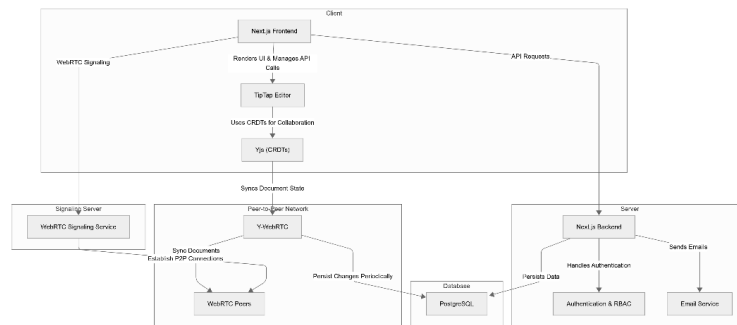 Client
Next.js Frontend
WebRTC Signaling
Renders UI & Manages API
Calls
API Requests
TipTap Editor
Uses CRDTs for Collaboration
Yjs (CRDTs)
Syncs Document State
Signaling Server
Peer-to-Peer Network
Server
WebRTC Signaling Service
Y-WebRTC
Next.js Backend
Sync Documents
Establish P2P Connections
Persist Changes Periodically
Sends Emails
Handles Authentication
Persists Data
Database
WebRTC Peers
PostgreSQL
Authentication & RBAC
Email Service